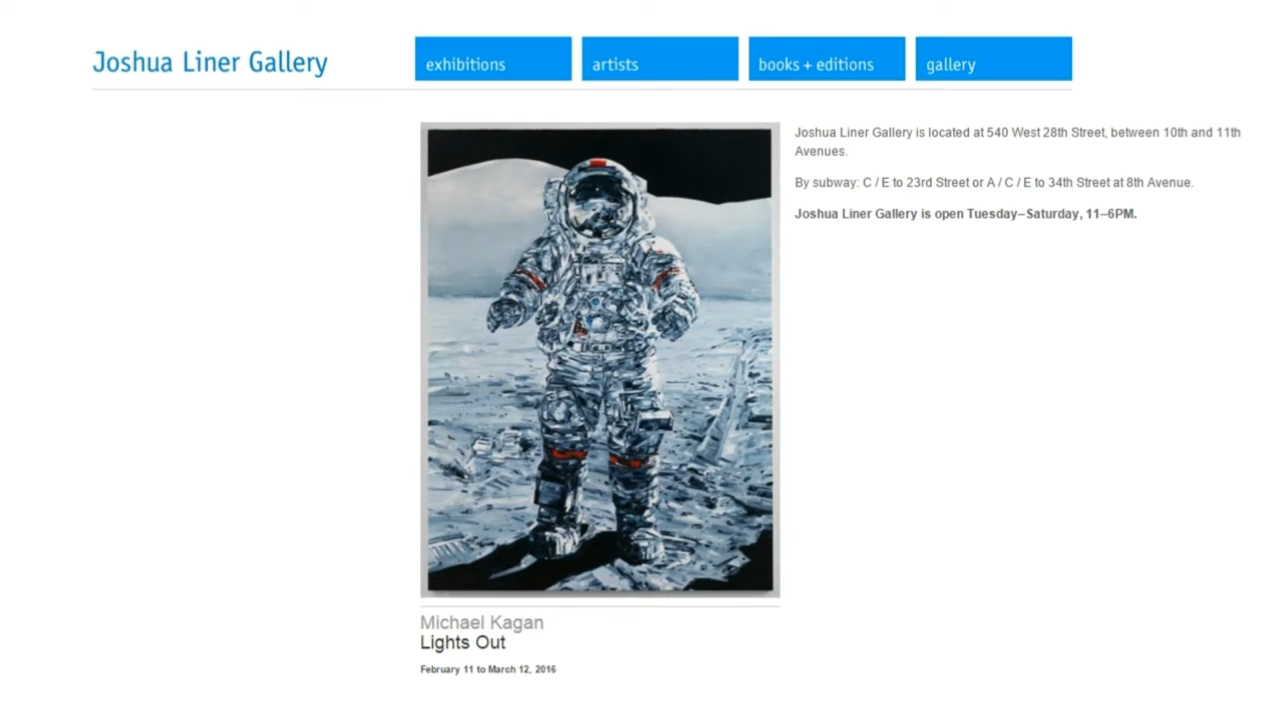 Joshua Liner Gallery
exhibitions
artists
books + editions
gallery
Joshua Liner Gallery is located at 540 West 28th Street, between 10th and 11th
Avenues.
By subway: C / E to 23rd Street or A / C / E to 34th Street at 8th Avenue.
Joshua Liner Gallery is open Tuesday–Saturday, 11–6PM.
Michael Kagan
Lights Out
February 11 to March 12, 2016